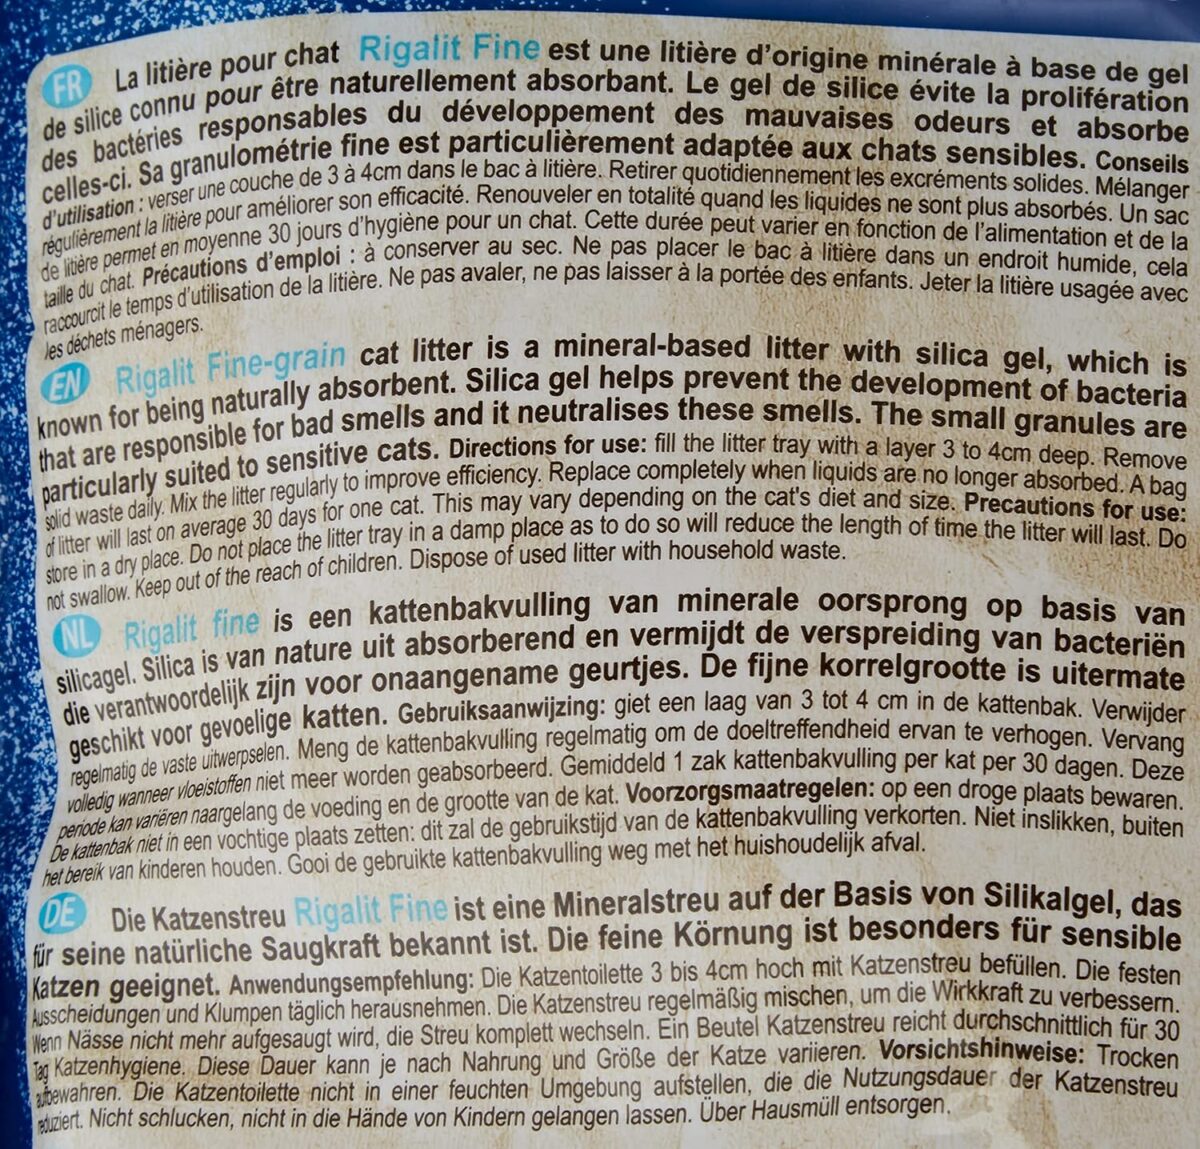 FR La litière pour chat Rigalit Fine est une litière d'origine minérale à base de gel
de silice connu pour être naturellement absorbant. Le gel de silice évite la prolifération
des bactéries responsables du développement des mauvaises odeurs et absorbe
celles-ci. Sa granulométrie fine est particulièrement adaptée aux chats sensibles. Conseils
d'utilisation : verser une couche de 3 à 4cm dans le bac à litière. Retirer quotidiennement les excréments solides. Mélanger
régulièrement la litière pour améliorer son efficacité. Renouveler en totalité quand les liquides ne sont plus absorbés. Un sac
de litière permet en moyenne 30 jours d'hygiène pour un chat. Cette durée peut varier en fonction de l'alimentation et de la
taille du chat. Précautions d'emploi : à conserver au sec. Ne pas placer le bac à litière dans un endroit humide, cela
raccourcit le temps d'utilisation de la litière. Ne pas avaler, ne pas laisser à la portée des enfants. Jeter la litière usagée avec
les déchets ménagers.
EN Rigalit Fine-grain cat litter is a mineral-based litter with silica gel, which is
known for being naturally absorbent. Silica gel helps prevent the development of bacteria
that are responsible for bad smells and it neutralises these smells. The small granules are
particularly suited to sensitive cats. Directions for use: fill the litter tray with a layer 3 to 4cm deep. Remove
solid waste daily. Mix the litter regularly to improve efficiency. Replace completely when liquids are no longer absorbed. A bag
of litter will last on average 30 days for one cat. This may vary depending on the cat's diet and size. Precautions for use:
store in a dry place. Do not place the litter tray in a damp place as to do so will reduce the length of time the litter will last. Do
not swallow. Keep out of the reach of children. Dispose of used litter with household waste.
NL Rigalit fine is een kattenbakvulling van minerale oorsprong op basis van
silicagel. Silica is van nature uit absorberend en vermijdt de verspreiding van bacteriën
die verantwoordelijk zijn voor onaangename geurtjes. De fijne korrelgrootte is uitermate
geschikt voor gevoelige katten. Gebruiksaanwijzing: giet een laag van 3 tot 4 cm in de kattenbak. Verwijder
regelmatig de vaste uitwerpselen. Meng de kattenbakvulling regelmatig om de doeltreffendheid ervan te verhogen. Vervang
volledig wanneer vloeistoffen niet meer worden geabsorbeerd. Gemiddeld 1 zak kattenbakvulling per kat per 30 dagen. Deze
periode kan variëren naargelang de voeding en de grootte van de kat. Voorzorgsmaatregelen: op een droge plaats bewaren.
De kattenbak niet in een vochtige plaats zetten: dit zal de gebruikstijd van de kattenbakvulling verkorten. Niet inslikken, buiten
het bereik van kinderen houden. Gooi de gebruikte kattenbakvulling weg met het huishoudelijk afval.
DE Die Katzenstreu Rigalit Fine ist eine Mineralstreu auf der Basis von Silikalgel, das
für seine natürliche Saugkraft bekannt ist. Die feine Körnung ist besonders für sensible
Katzen geeignet. Anwendungsempfehlung: Die Katzentoilette 3 bis 4cm hoch mit Katzenstreu befüllen. Die festen
Ausscheidungen und Klumpen täglich herausnehmen. Die Katzenstreu regelmäßig mischen, um die Wirkkraft zu verbessern.
Wenn Nässe nicht mehr aufgesaugt wird, die Streu komplett wechseln. Ein Beutel Katzenstreu reicht durchschnittlich für 30
Tag Katzenhygiene. Diese Dauer kann je nach Nahrung und Größe der Katze variieren. Vorsichtshinweise: Trocken
aufbewahren. Die Katzentoilette nicht in einer feuchten Umgebung aufstellen, die die Nutzungsdauer der Katzenstreu
reduziert. Nicht schlucken, nicht in die Hände von Kindern gelangen lassen. Über Hausmüll entsorgen.